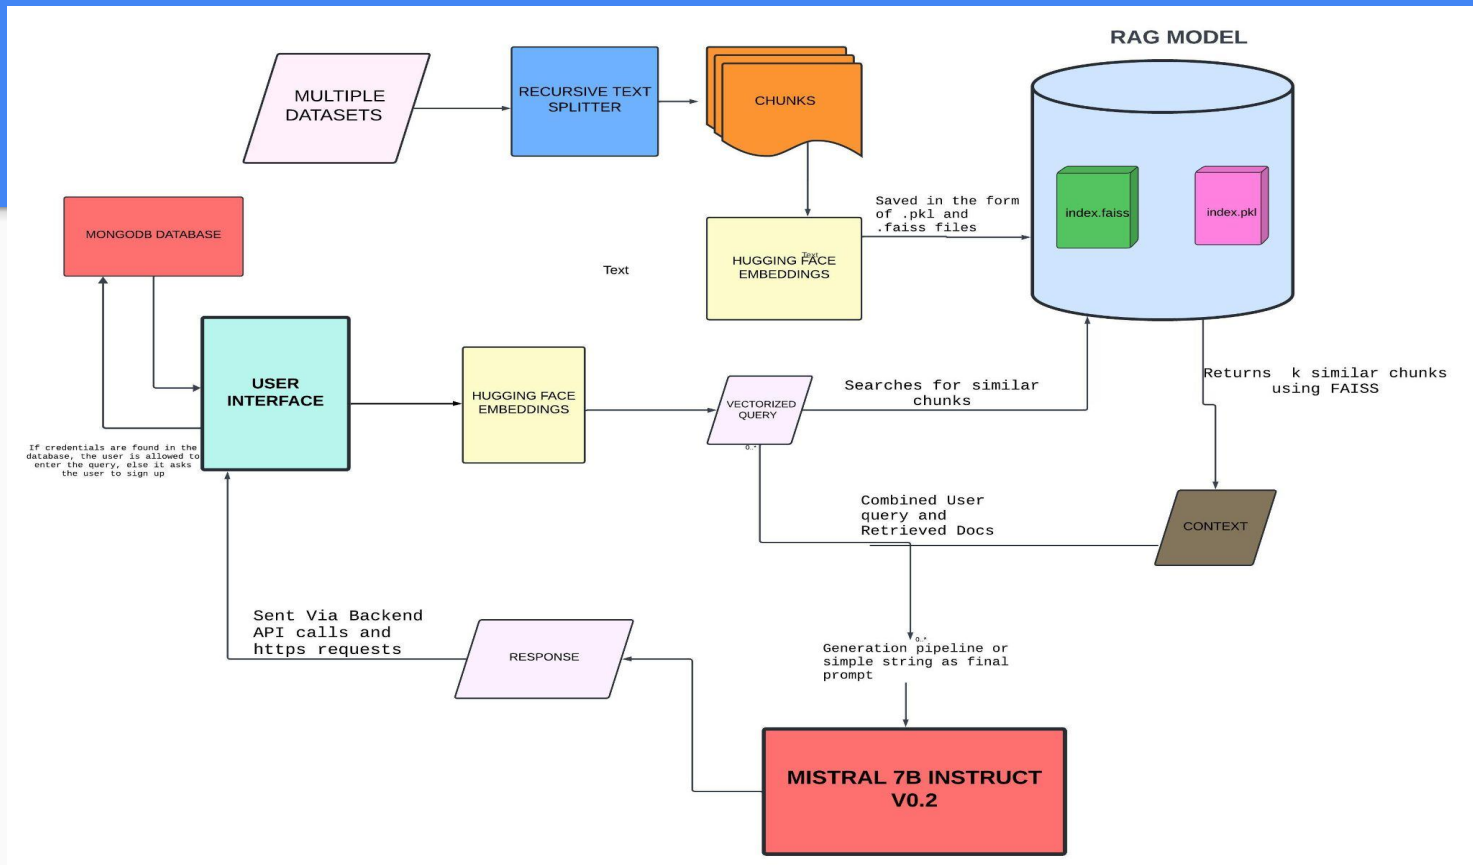 RAG MODEL
MULTIPLE
DATASETS
RECURSIVE TEXT
SPLITTER
CHUNKS
index.faiss
index.pkl
Saved in the form
of .pkl and
.faiss files
MONGODB DATABASE
Text
Text
HUGGING FACE
EMBEDDINGS
USER
INTERFACE
HUGGING FACE
EMBEDDINGS
VECTORIZED
QUERY
0..*
Searches for similar
chunks
Returns k similar chunks
using FAISS
If credentials are found in the
database, the user is allowed to
enter the query, else it asks
the user to sign up
Combined User
query and
Retrieved Docs
CONTEXT
Sent Via Backend
API calls and
https requests
RESPONSE
0..*
Generation pipeline or
simple string as final
prompt
MISTRAL 7B INSTRUCT
V0.2